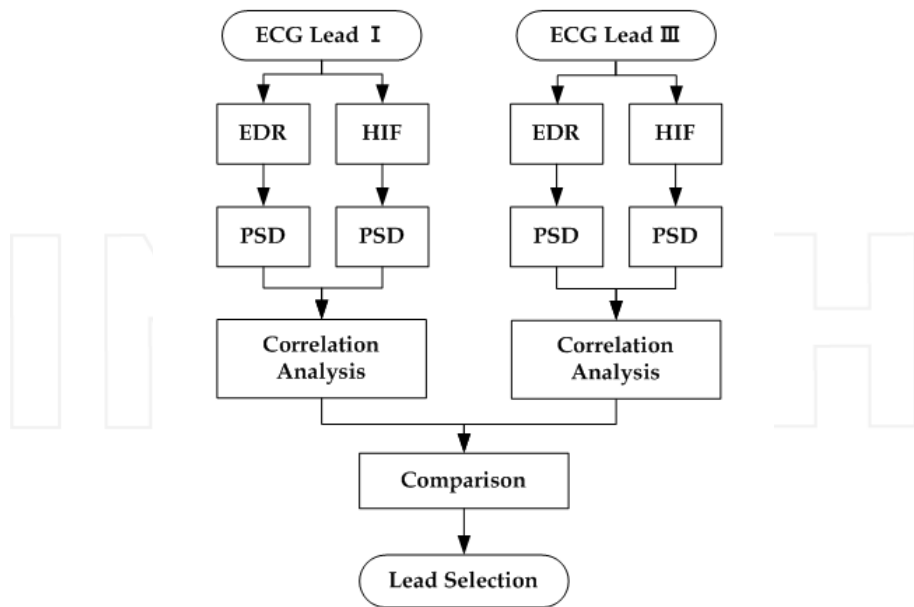 ECG Lead Ⅰ
ECG Lead Ⅲ
EDR
HIF
EDR
HIF
PSD
PSD
PSD
PSD
Correlation
Analysis
Correlation
Analysis
Comparison
Lead Selection